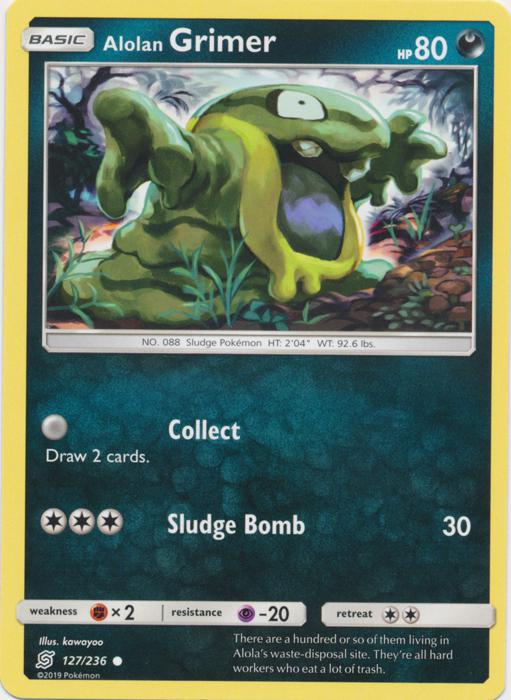 BASIC
Alolan Grimer
HP 80
NO. 088 Sludge Pokémon HT: 2'04" WT: 92.6 lbs.
Collect
Draw 2 cards.
Sludge Bomb 30
weakness ×2 resistance -20 retreat
Illus. kawayoo
127/236
©2019 Pokémon
There are a hundred or so of them living in
Alola's waste-disposal site. They're all hard
workers who eat a lot of trash.